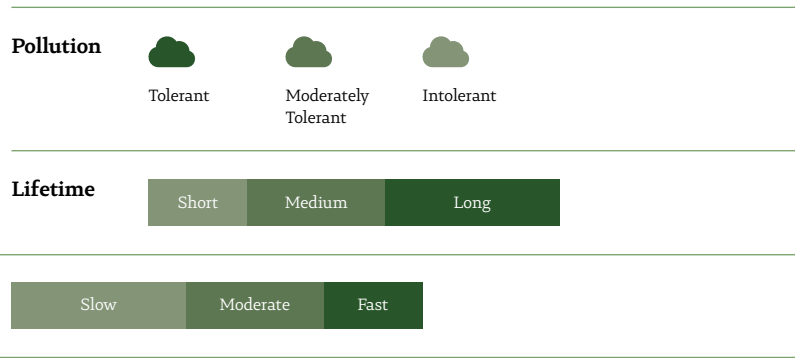 Pollution
Tolerant
Moderately
Tolerant
Intolerant
Lifetime
Short Medium Long
Slow Moderate Fast